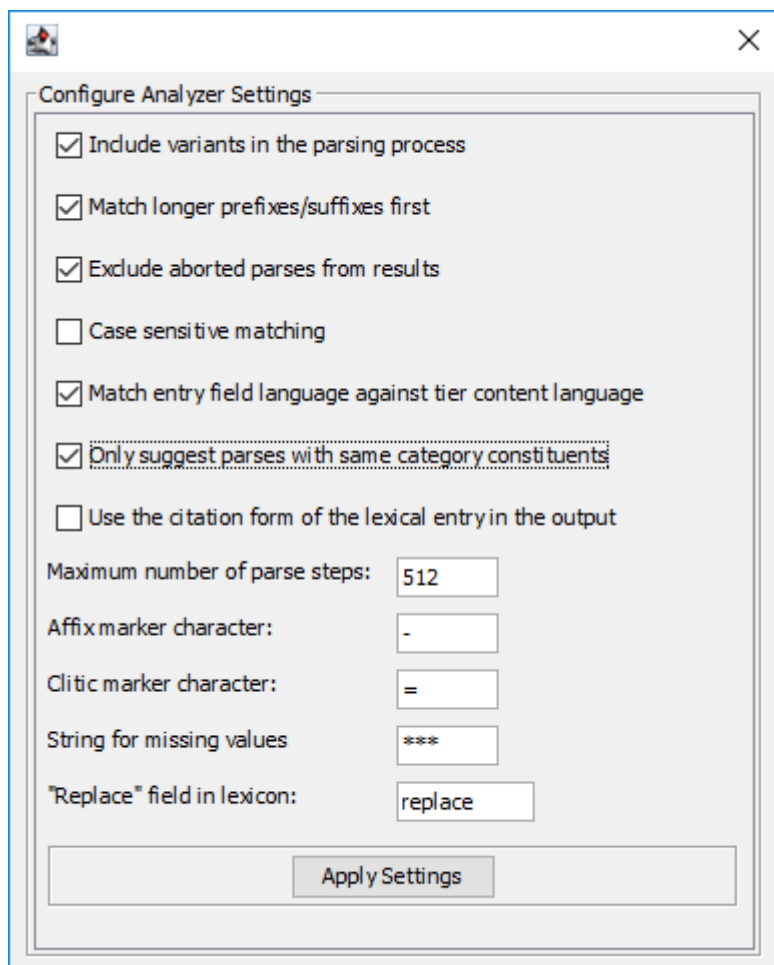 Configure Analyzer Settings
Include variants in the parsing process
Match longer prefixes/suffixes first
Exclude aborted parses from results
Case sensitive matching
Match entry field language against tier content language
Only suggest parses with same category constituents
Use the citation form of the lexical entry in the output
Maximum number of parse steps: 512
Affix marker character: -
Clitic marker character: =
String for missing values ***
"Replace" field in lexicon: replace
Apply Settings